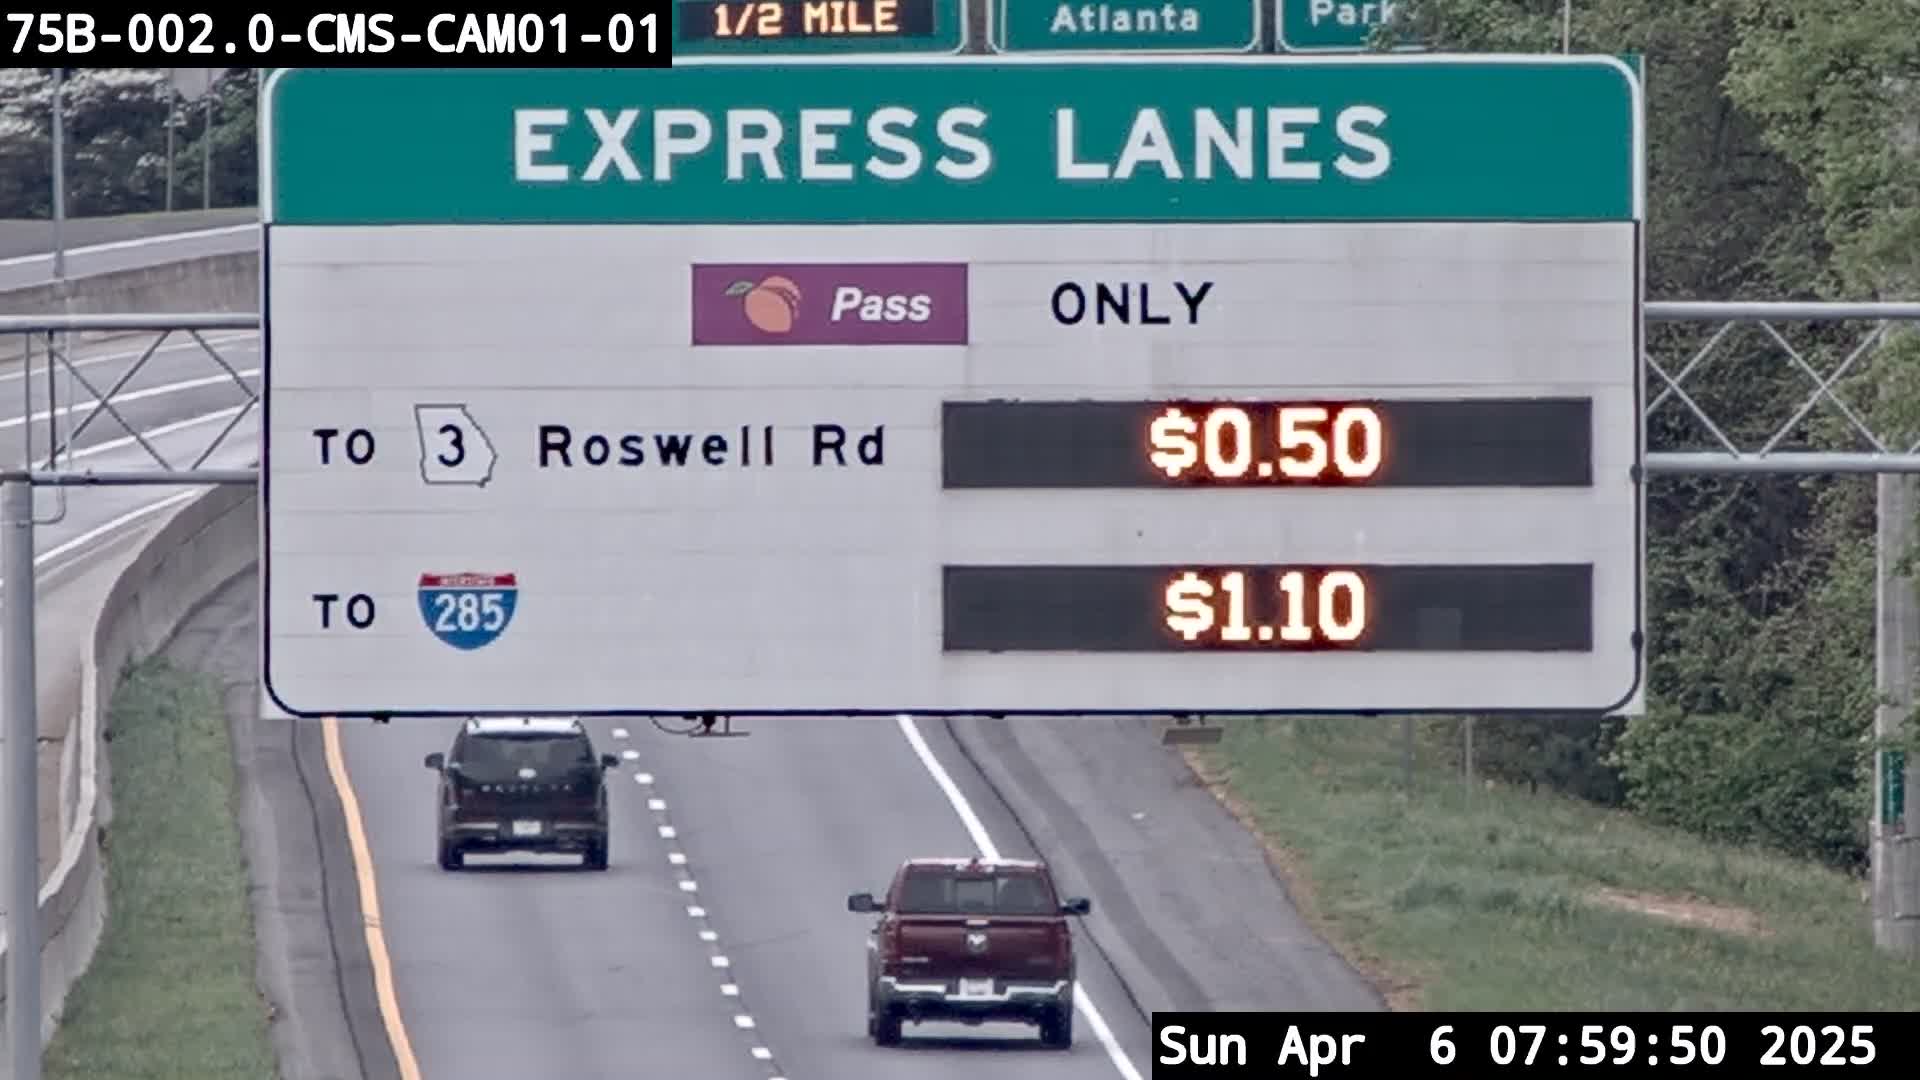 75B-002.0-CMS-CAM01-01
1/2 MILE
Atlanta
Park
EXPRESS LANES
Pass ONLY
TO 3 Roswell Rd $0.50
TO INTERSTATE 285 $1.10
Sun Apr 6 07:59:50 2025